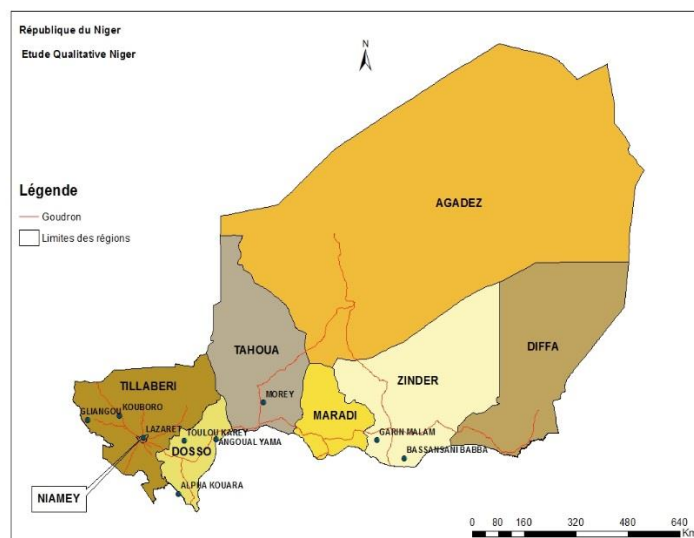 République du Niger
Etude Qualitative Niger
N
Légende
Goudron
Limites des régions
AGADEZ
TAHOUA
DIFFA
ZINDER
TILLABERI
MARADI
MOREY
KOUBORO
GLIANGOU
LAZARET
TOULOU KAREY
ANGOUAL YAMA
GARIN MALAM
DOSSO
BASSANSANI BABBA
ALPHA KOUARA
NIAMEY
0 80 160 320 480 640
Km